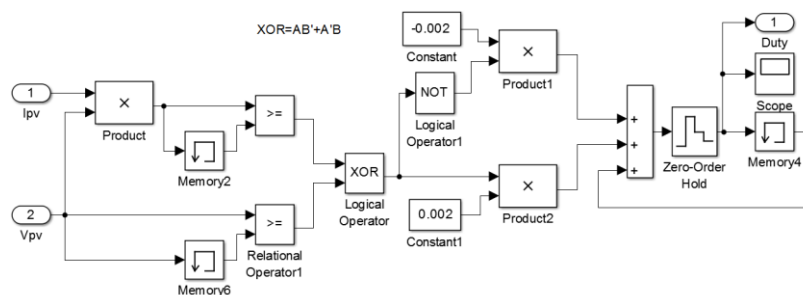 XOR=AB'+A'B
-0.002
Constant
×
Product1
1
Duty
1
Ipv
×
Product
>=
NOT
Logical
Operator1
Scope
Memory2
XOR
Logical
Operator
+
+
+
Zero-Order
Hold
Memory4
2
Vpv
>=
Relational
Operator1
Memory6
0.002
Constant1
×
Product2